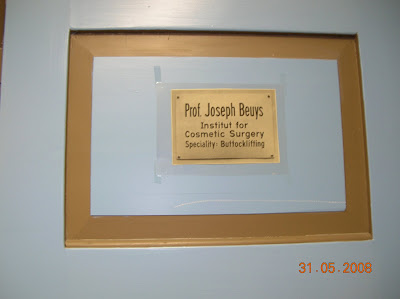 Prof. Joseph Beuys
Institut for
Cosmetic Surgery
Speciality: Buttocklifting
31.05.2008